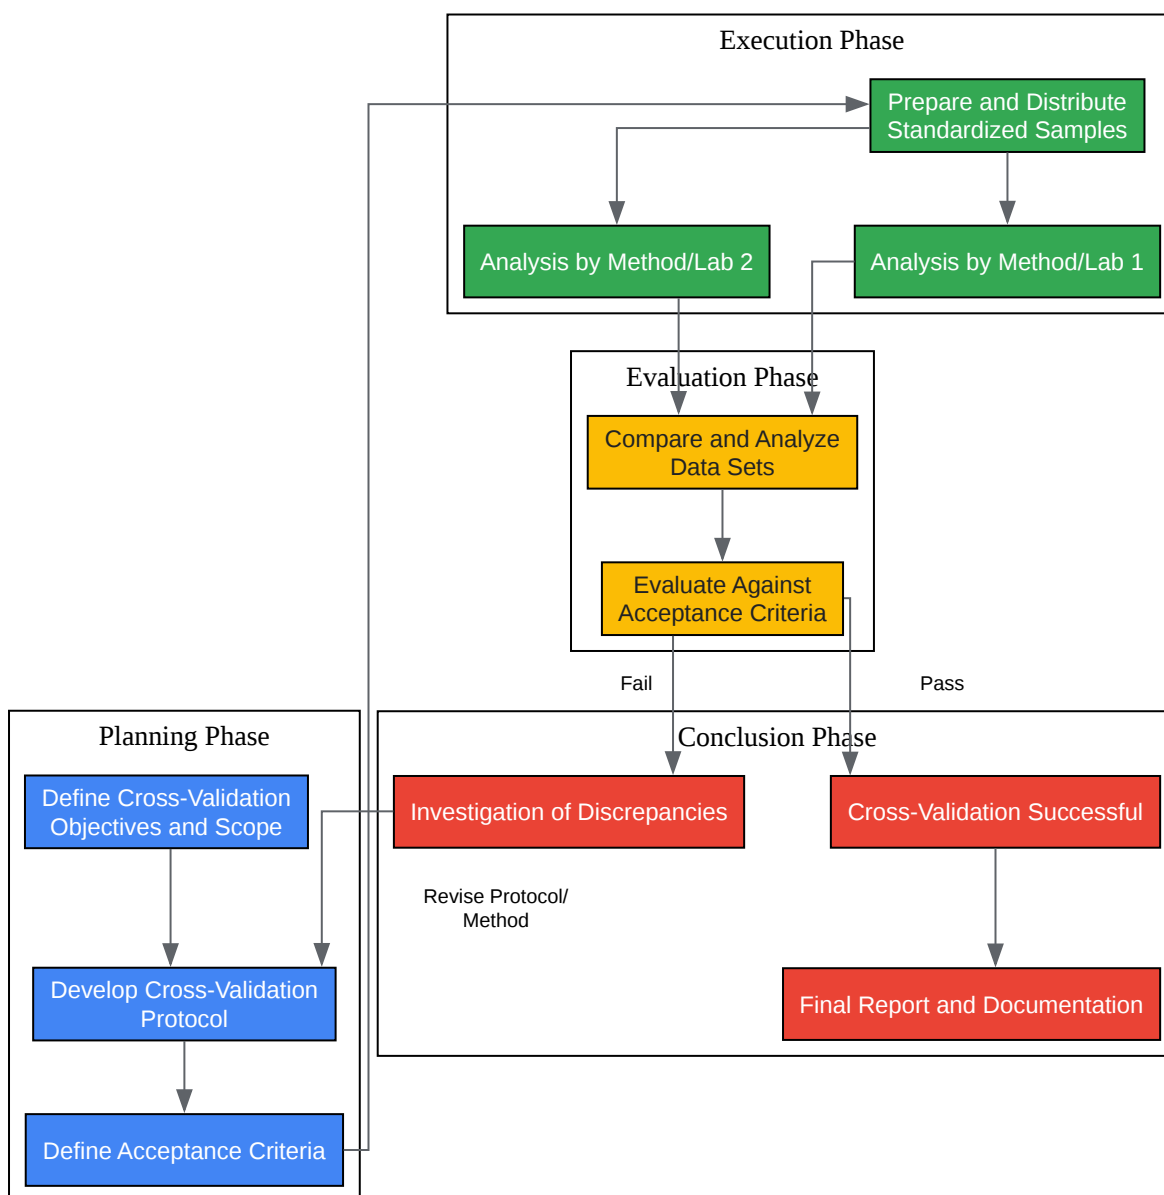 Execution Phase
Prepare and Distribute
Standardized Samples
Analysis by Method/Lab 2
Analysis by Method/Lab 1
Evaluation Phase
Compare and Analyze
Data Sets
Evaluate Against
Acceptance Criteria
Fail
Pass
Planning Phase
Define Cross-Validation
Objectives and Scope
Develop Cross-Validation
Protocol
Define Acceptance Criteria
Conclusion Phase
Investigation of Discrepancies
Cross-Validation Successful
Revise Protocol/
Method
Final Report and Documentation